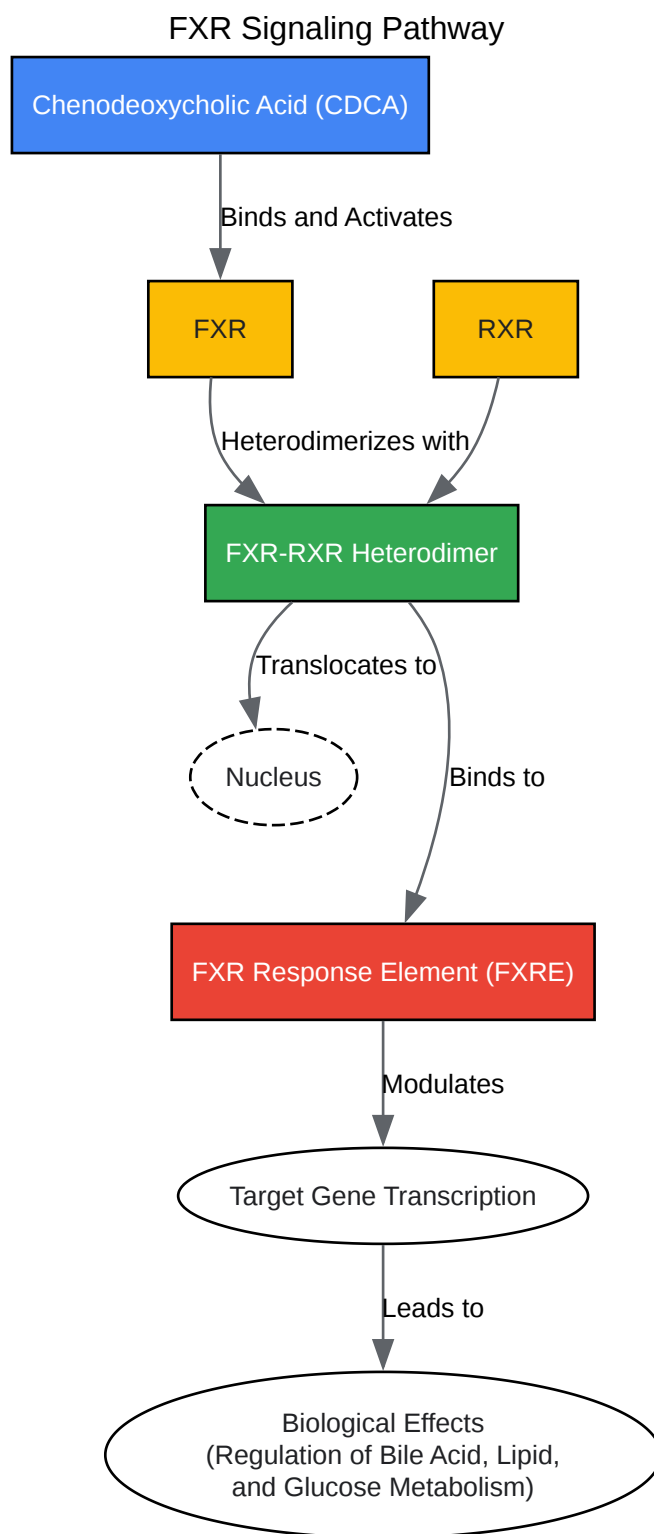 FXR Signaling Pathway
Chenodeoxycholic Acid (CDCA)
Binds and Activates
FXR
RXR
Heterodimerizes with
FXR-RXR Heterodimer
Translocates to
Nucleus
Binds to
FXR Response Element (FXRE)
Modulates
Target Gene Transcription
Leads to
Biological Effects
(Regulation of Bile Acid, Lipid,
and Glucose Metabolism)